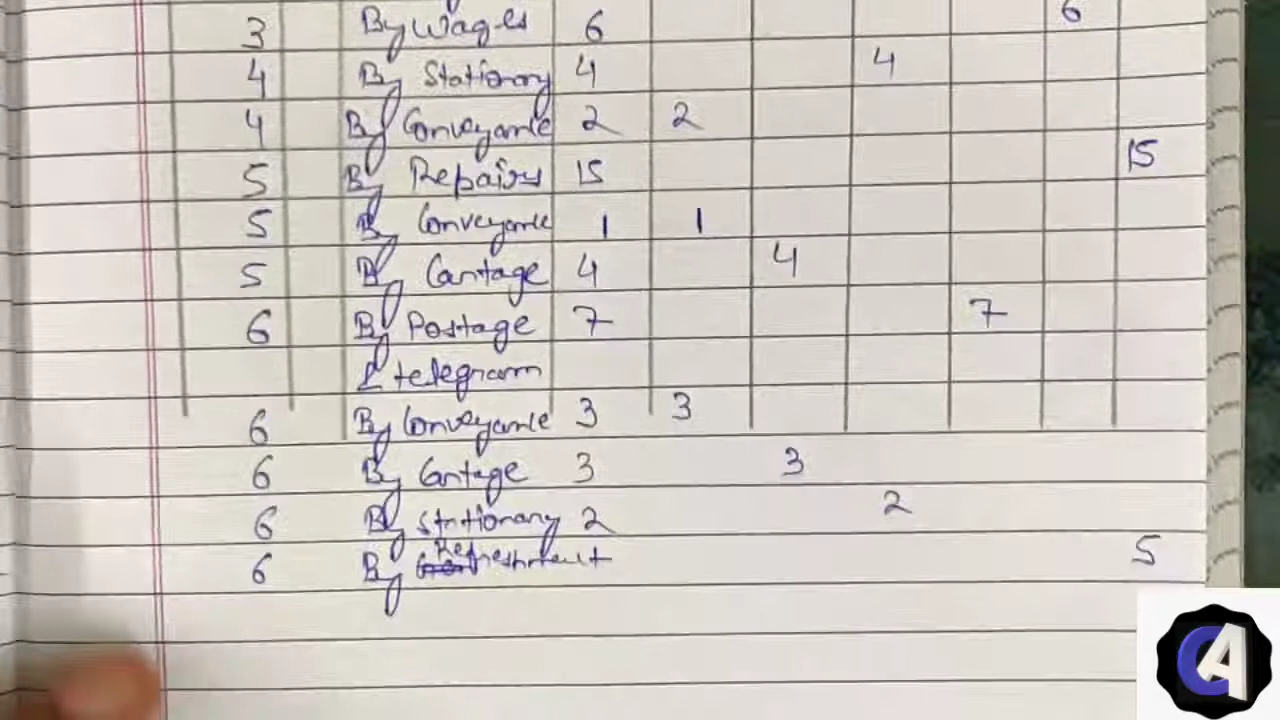 6
3 By Wages 6
4 By Stationary 4 4
4 By Conveyance 2 2
5 By Repairs 15 15
5 By Conveyance 1 1
5 By Cartage 4 4
6 By Postage 7 7
& telegram
6 By Conveyance 3 3
6 By Cartage 3 3
6 By Stationary 2 2
6 By Refreshment 5
CA